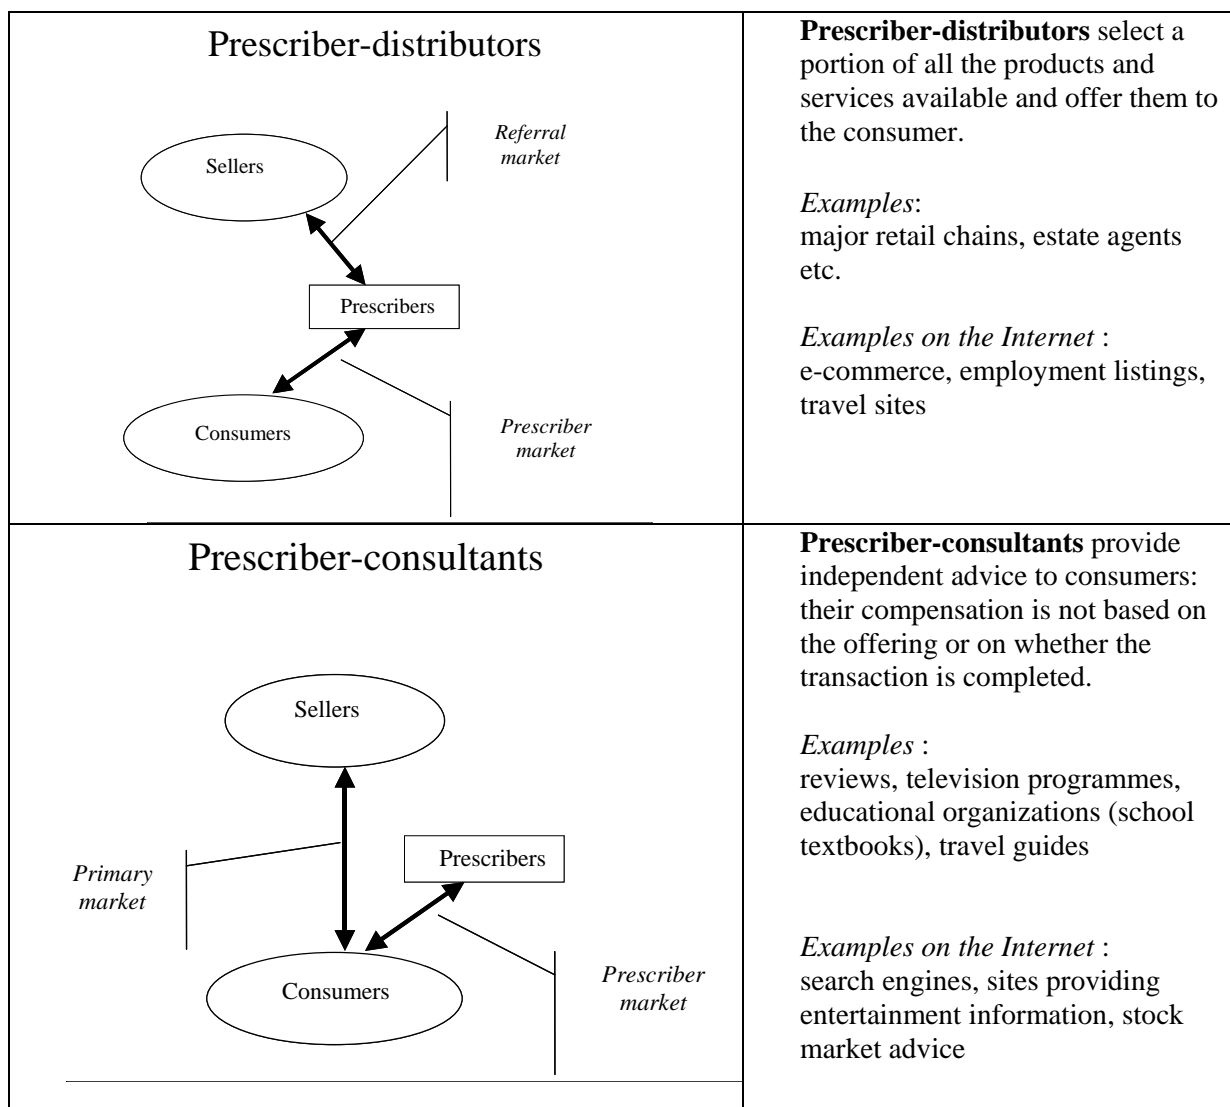 Prescriber-distributors
Referral
market
Sellers
Prescribers
Consumers
Prescriber
market
Prescriber-distributors select a
portion of all the products and
services available and offer them to
the consumer.
Examples:
major retail chains, estate agents
etc.
Examples on the Internet :
e-commerce, employment listings,
travel sites
Prescriber-consultants
Sellers
Prescribers
Primary
market
Consumers
Prescriber
market
Prescriber-consultants provide
independent advice to consumers:
their compensation is not based on
the offering or on whether the
transaction is completed.
Examples :
reviews, television programmes,
educational organizations (school
textbooks), travel guides
Examples on the Internet :
search engines, sites providing
entertainment information, stock
market advice